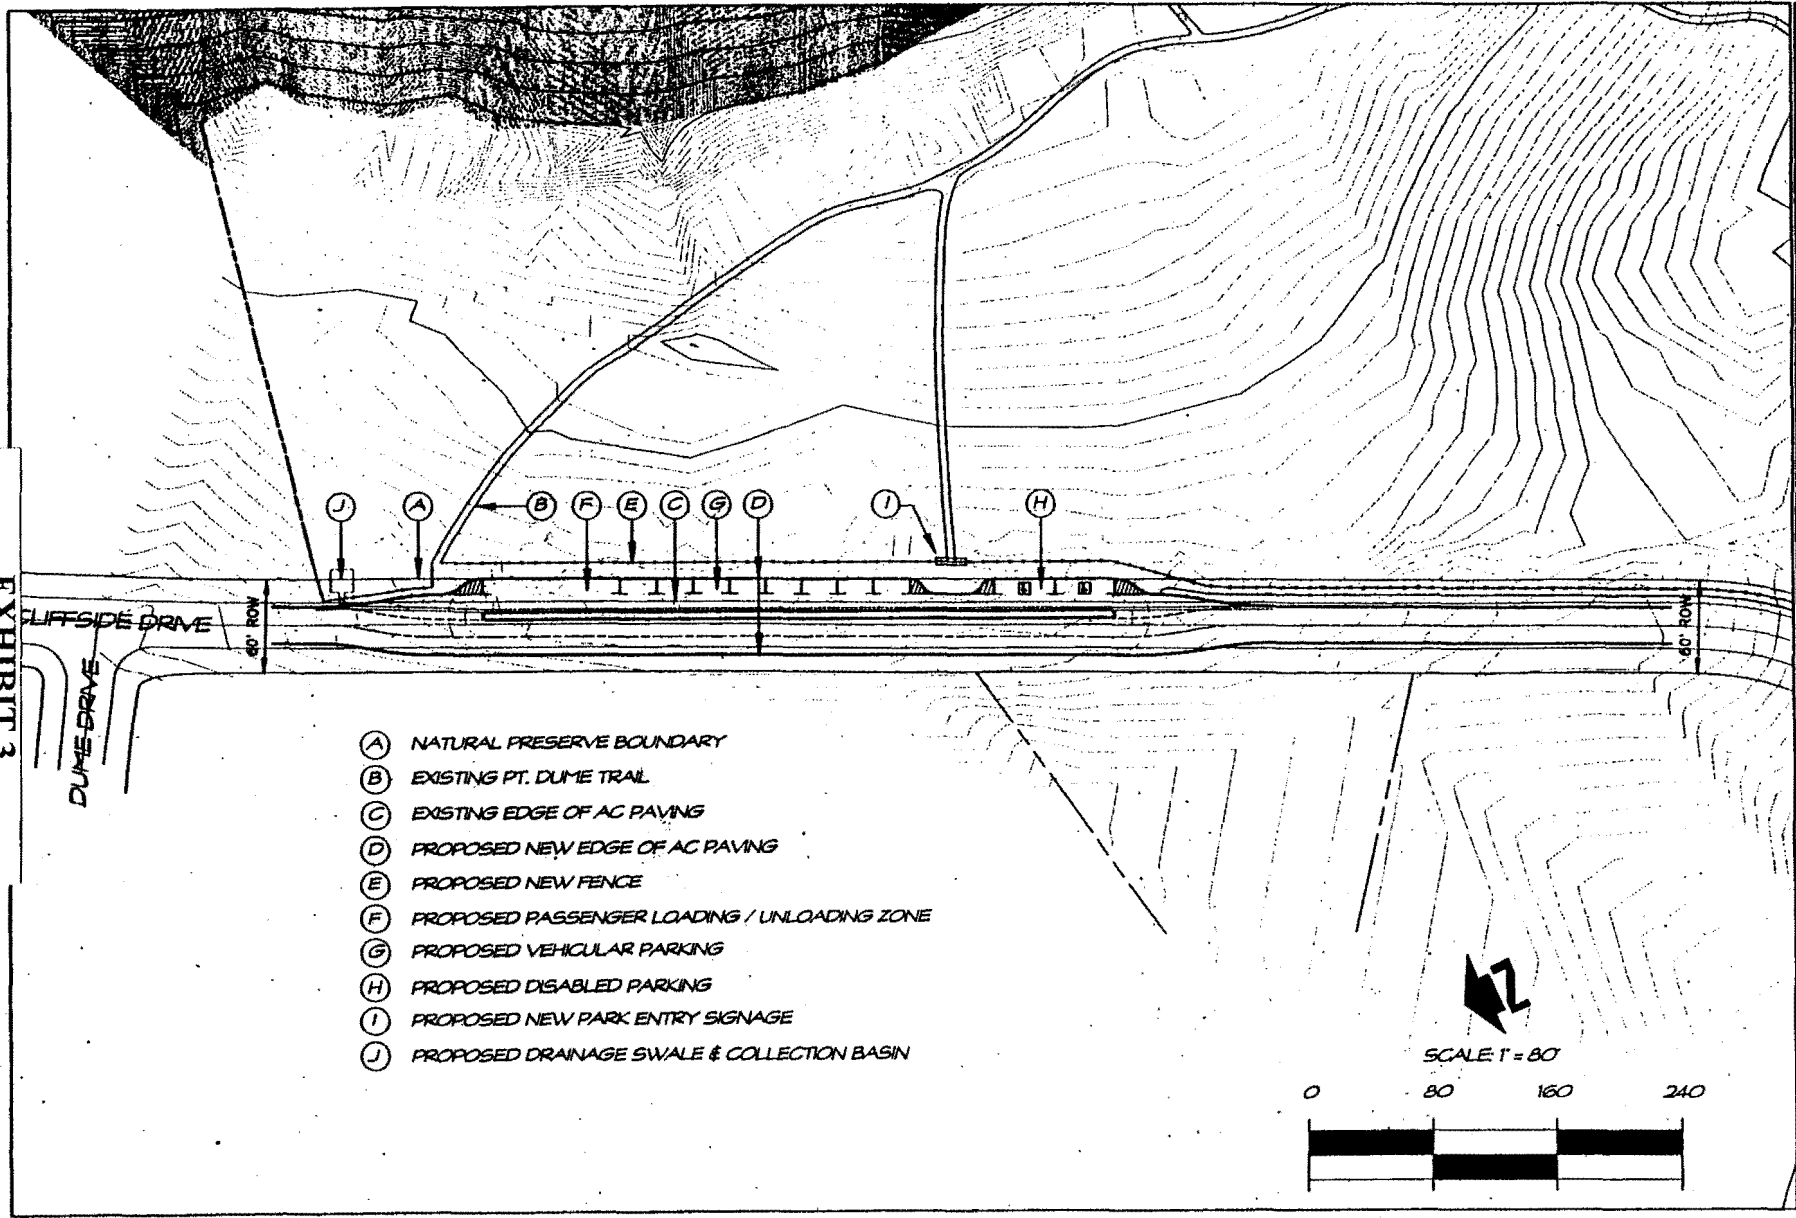 J A B F E C G D I H
60' ROW
60' ROW
CLIFFSIDE DRIVE
DUME DRIVE
EXHIBIT 3
A NATURAL PRESERVE BOUNDARY
B EXISTING PT. DUME TRAIL
C EXISTING EDGE OF AC PAVING
D PROPOSED NEW EDGE OF AC PAVING
E PROPOSED NEW FENCE
F PROPOSED PASSENGER LOADING / UNLOADING ZONE
G PROPOSED VEHICULAR PARKING
H PROPOSED DISABLED PARKING
I PROPOSED NEW PARK ENTRY SIGNAGE
J PROPOSED DRAINAGE SWALE & COLLECTION BASIN
N
SCALE: 1" = 80'
0 80 160 240